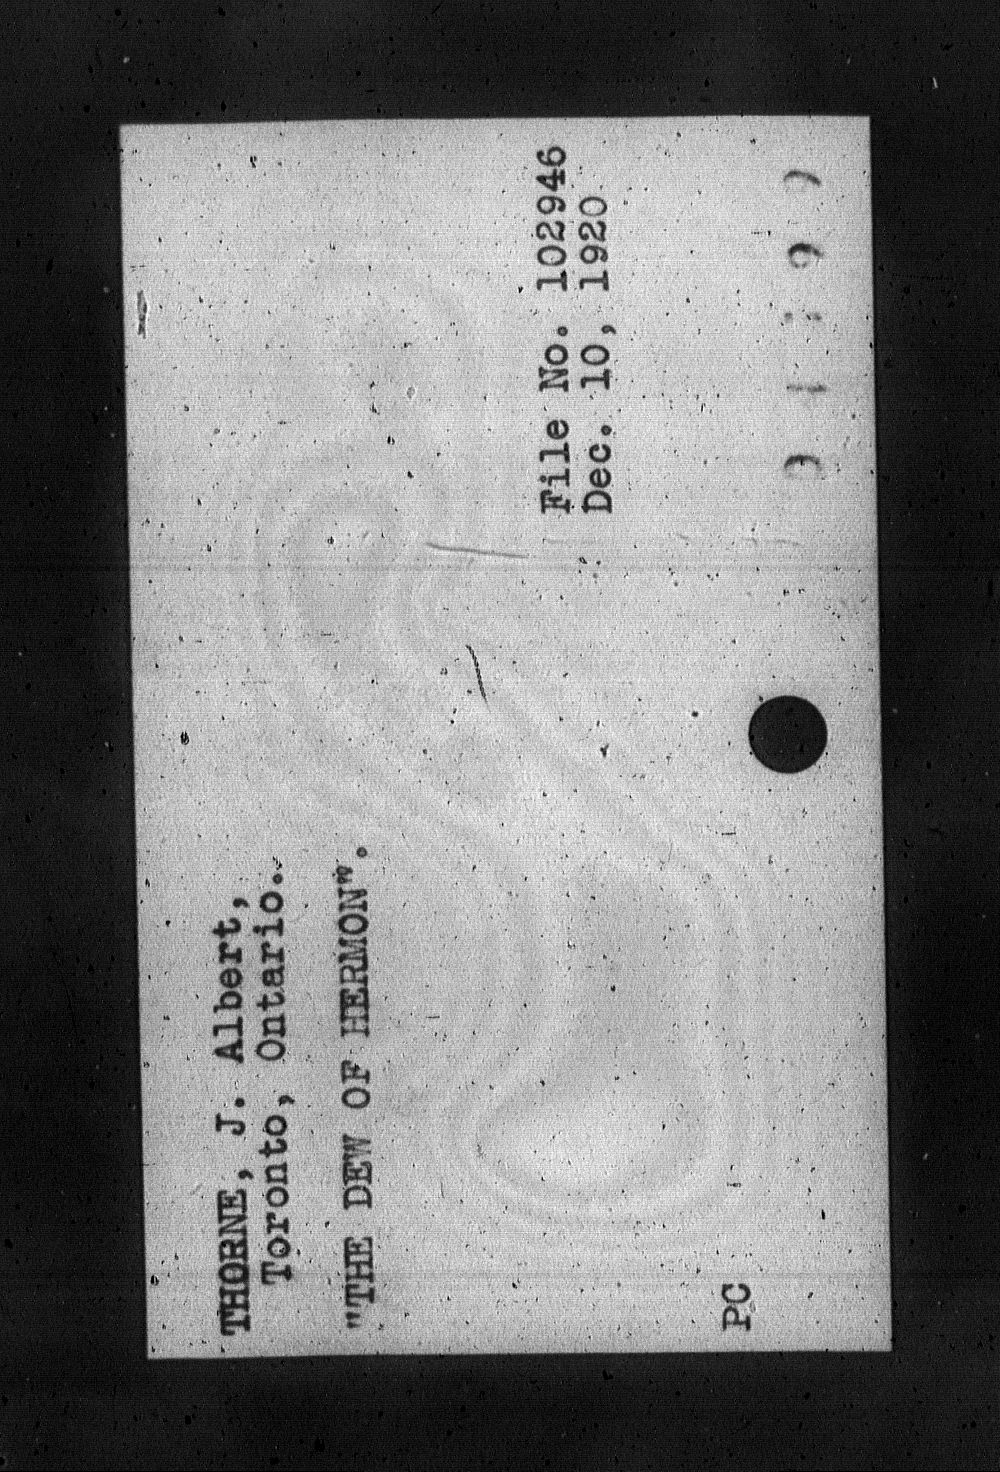 THORNE, J. Albert,
Toronto, Ontario.
"THE DEW OF HERMON".
File No. 102946
Dec. 10, 1920
PC